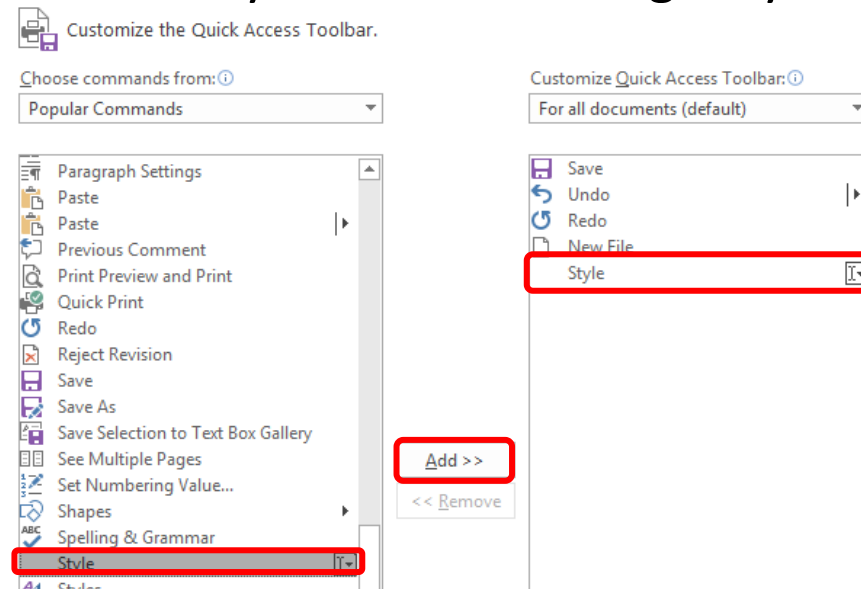 Customize the Quick Access Toolbar.
Choose commands from:
Popular Commands
Paragraph Settings
Paste
Paste
Previous Comment
Print Preview and Print
Quick Print
Redo
Reject Revision
Save
Save As
Save Selection to Text Box Gallery
See Multiple Pages
Set Numbering Value...
Shapes
ABC
Spelling & Grammar
Style
Styles
Add >>
<< Remove
Customize Quick Access Toolbar:
For all documents (default)
Save
Undo
Redo
New File
Style